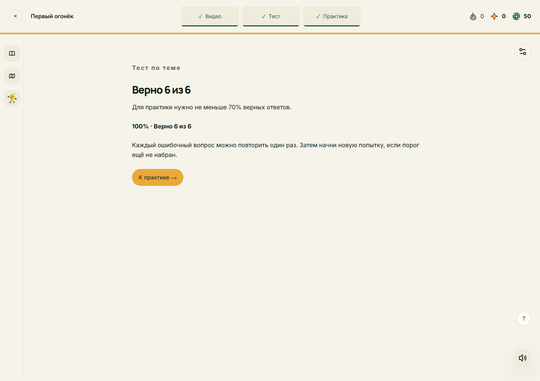 × Первый огонёк ✓ Видео ✓ Тест ✓ Практика 0 0 50
Тест по теме
Верно 6 из 6
Для практики нужно не меньше 70% верных ответов.
100% · Верно 6 из 6
Каждый ошибочный вопрос можно повторить один раз. Затем начни новую попытку, если порог
ещё не набран.
К практике →
?